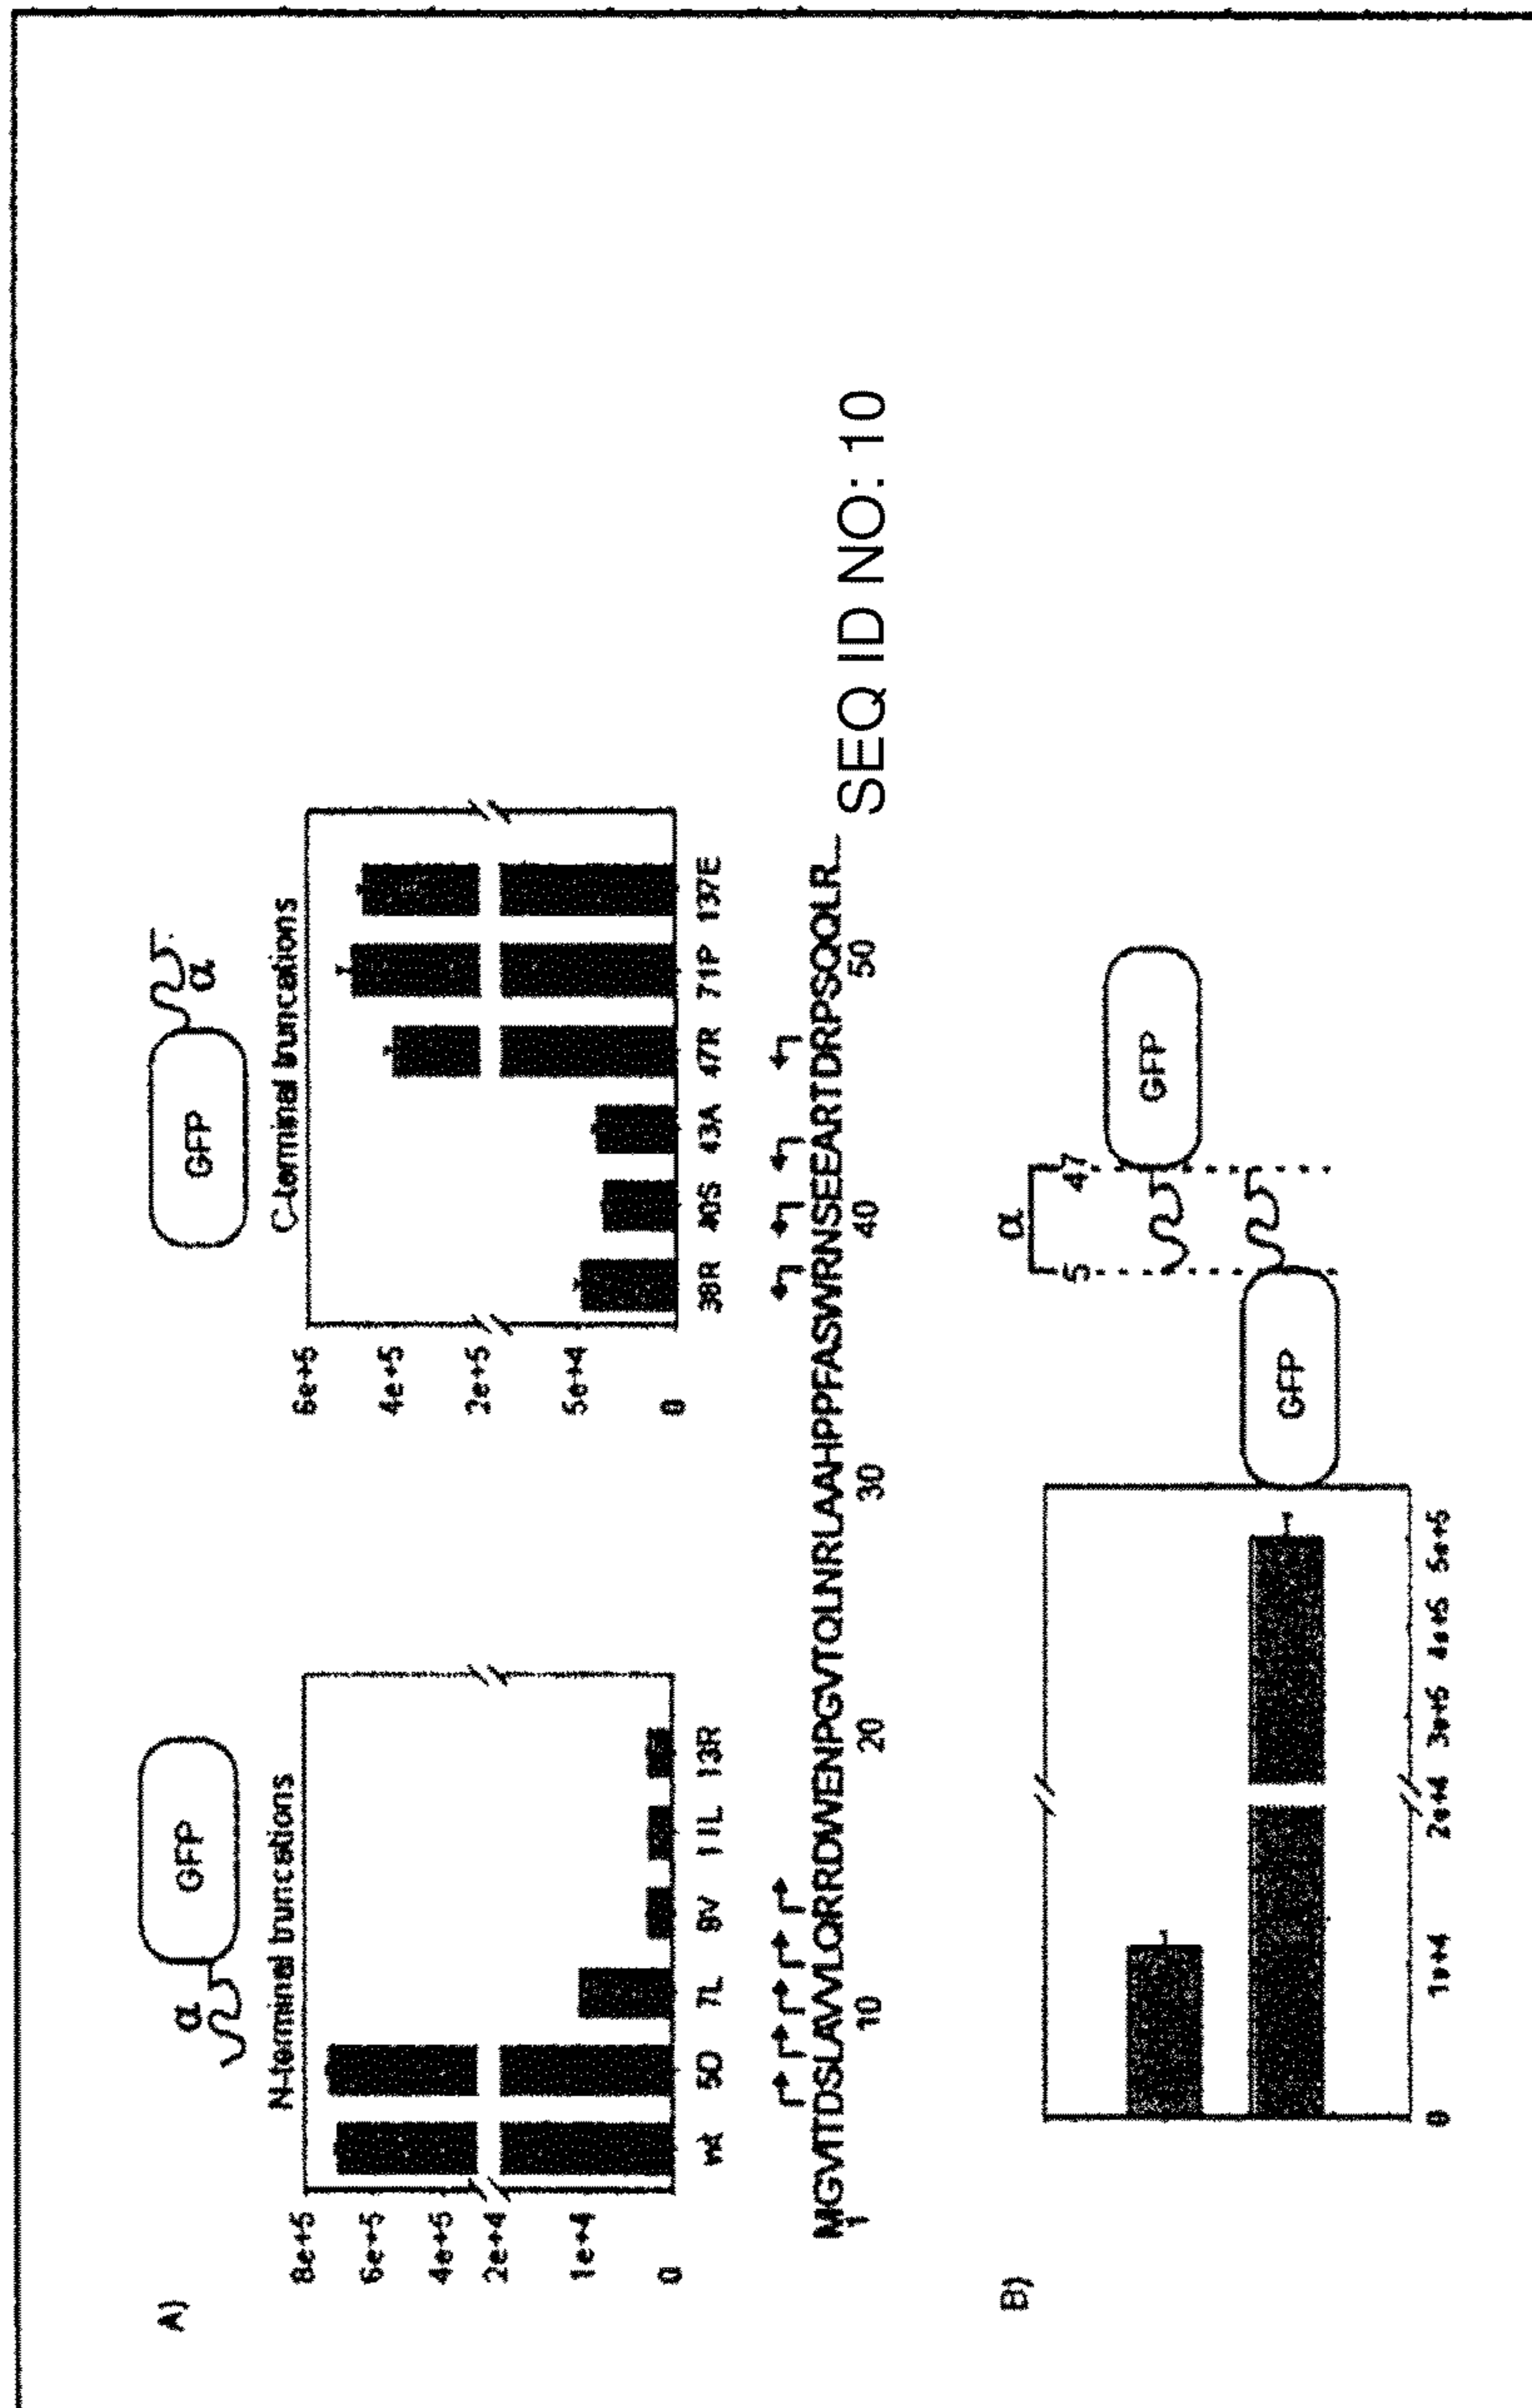 A)
α
GFP
N-terminal truncations
8e+5
6e+5
4e+5
2e+4
1e+4
0
wt
5D
7L
9V
11L
13R
GFP
α
C-terminal truncations
6e+5
4e+5
2e+5
5e+4
0
38R
40S
43A
47R
71P
137E
MGVITDSLAVVLQRRDWENPGVTQLNRLAAHPPFASWRNSEEARTDRPSQQLR...
1
10
20
30
40
50
SEQ ID NO: 10
B)
0
1e+4
2e+4
3e+5
4e+5
5e+5
α
5
47
GFP
GFP